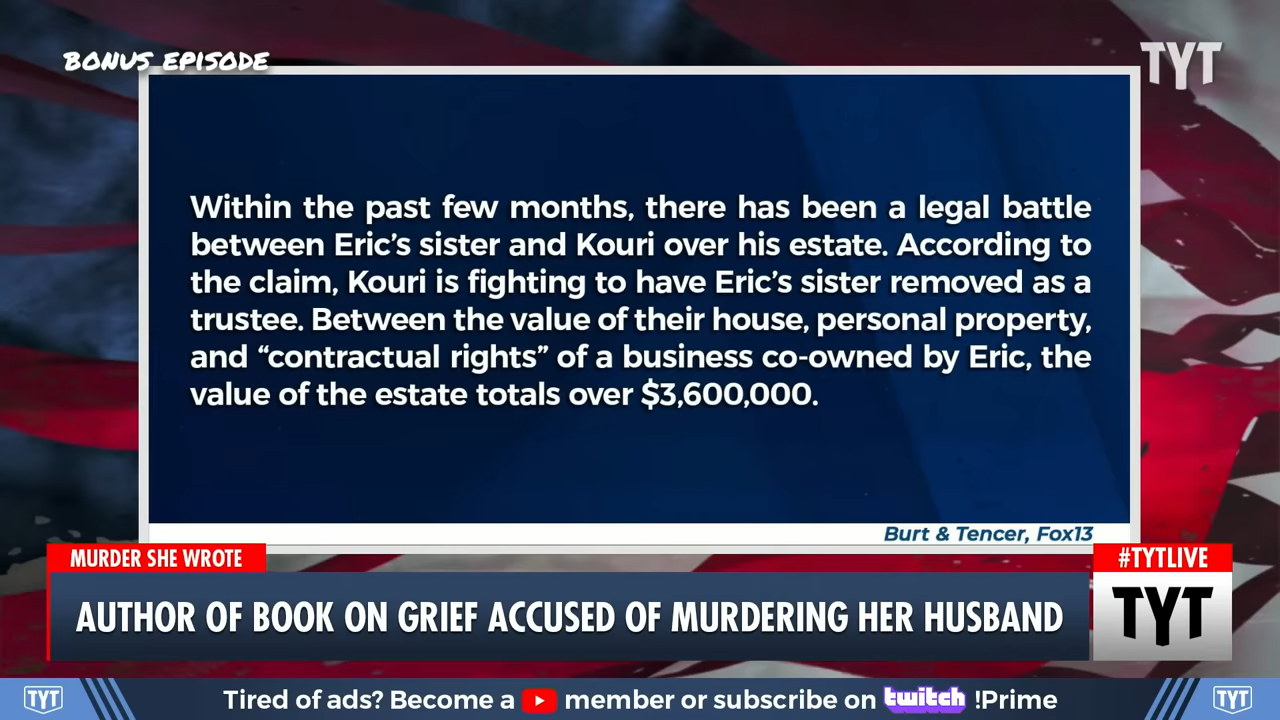 BONUS EPISODE
TYT
Within the past few months, there has been a legal battle
between Eric’s sister and Kouri over his estate. According to
the claim, Kouri is fighting to have Eric’s sister removed as a
trustee. Between the value of their house, personal property,
and “contractual rights” of a business co-owned by Eric, the
value of the estate totals over $3,600,000.
Burt & Tencer, Fox13
MURDER SHE WROTE
#TYTLIVE
AUTHOR OF BOOK ON GRIEF ACCUSED OF MURDERING HER HUSBAND
TYT
TYT
Tired of ads? Become a member or subscribe on twitch !Prime
TYT